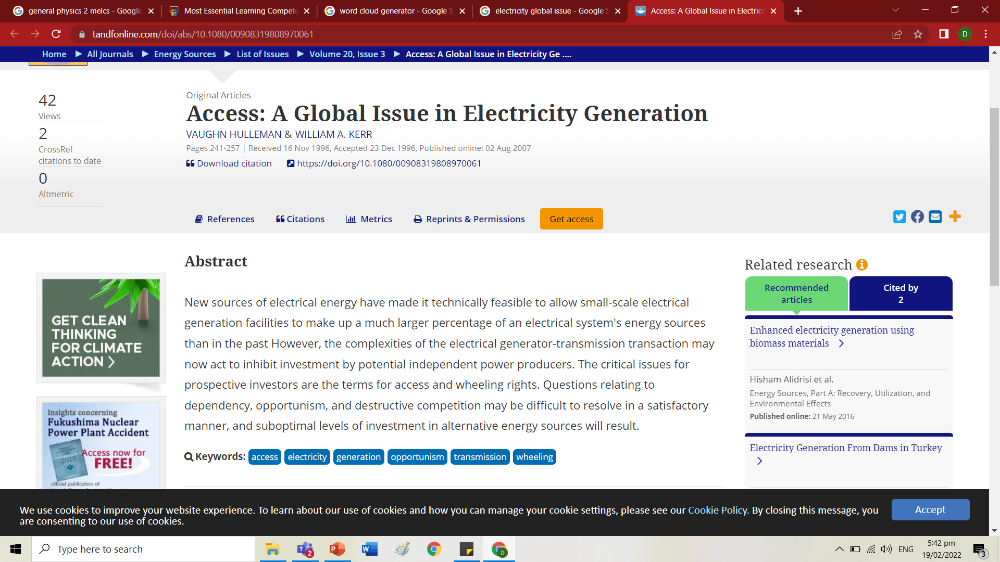 general physics 2 melcs - Google
Most Essential Learning Compete
word cloud generator - Google S
electricity global issue - Google S
Access: A Global Issue in Electricit
tandfonline.com/doi/abs/10.1080/00908319808970061
D
Home ▶ All Journals ▶ Energy Sources ▶ List of Issues ▶ Volume 20, Issue 3 ▶ Access: A Global Issue in Electricity Ge ....
42
Views
2
CrossRef
citations to date
0
Altmetric
Original Articles
Access: A Global Issue in Electricity Generation
VAUGHN HULLEMAN & WILLIAM A. KERR
Pages 241-257 | Received 16 Nov 1996, Accepted 23 Dec 1996, Published online: 02 Aug 2007
Download citation
https://doi.org/10.1080/00908319808970061
References
Citations
Metrics
Reprints & Permissions
Get access
GET CLEAN
THINKING
FOR CLIMATE
ACTION >
Insights concerning
Fukushima Nuclear
Power Plant Accident
Access now for
FREE!
official publication of
Abstract
New sources of electrical energy have made it technically feasible to allow small-scale electrical
generation facilities to make up a much larger percentage of an electrical system's energy sources
than in the past However, the complexities of the electrical generator-transmission transaction may
now act to inhibit investment by potential independent power producers. The critical issues for
prospective investors are the terms for access and wheeling rights. Questions relating to
dependency, opportunism, and destructive competition may be difficult to resolve in a satisfactory
manner, and suboptimal levels of investment in alternative energy sources will result.
Keywords: access electricity generation opportunism transmission wheeling
Related research
Recommended
articles
Cited by
2
Enhanced electricity generation using
biomass materials >
Hisham Alidrisi et al.
Energy Sources, Part A: Recovery, Utilization, and
Environmental Effects
Published online: 21 May 2016
Electricity Generation From Dams in Turkey
>
We use cookies to improve your website experience. To learn about our use of cookies and how you can manage your cookie settings, please see our Cookie Policy. By closing this message, you
are consenting to our use of cookies.
Accept
Type here to search
2
D
ENG
5:42 pm
19/02/2022
3